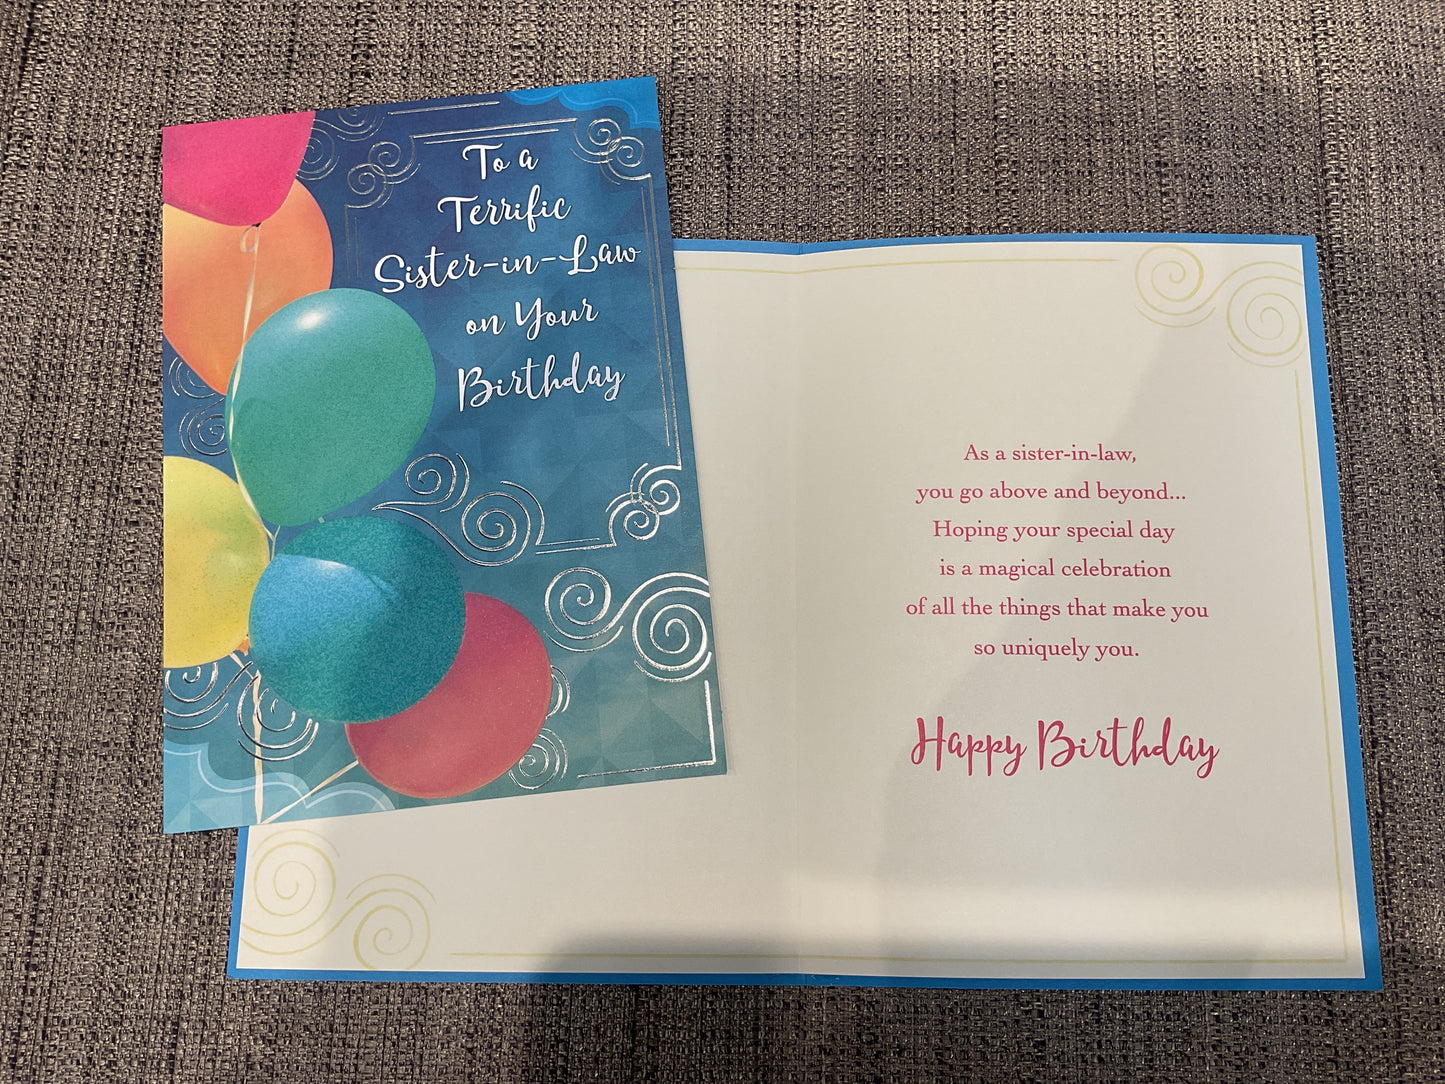 To a
Terrific
Sister-in-Law
on Your
Birthday
As a sister-in-law,
you go above and beyond...
Hoping your special day
is a magical celebration
of all the things that make you
so uniquely you.
Happy Birthday